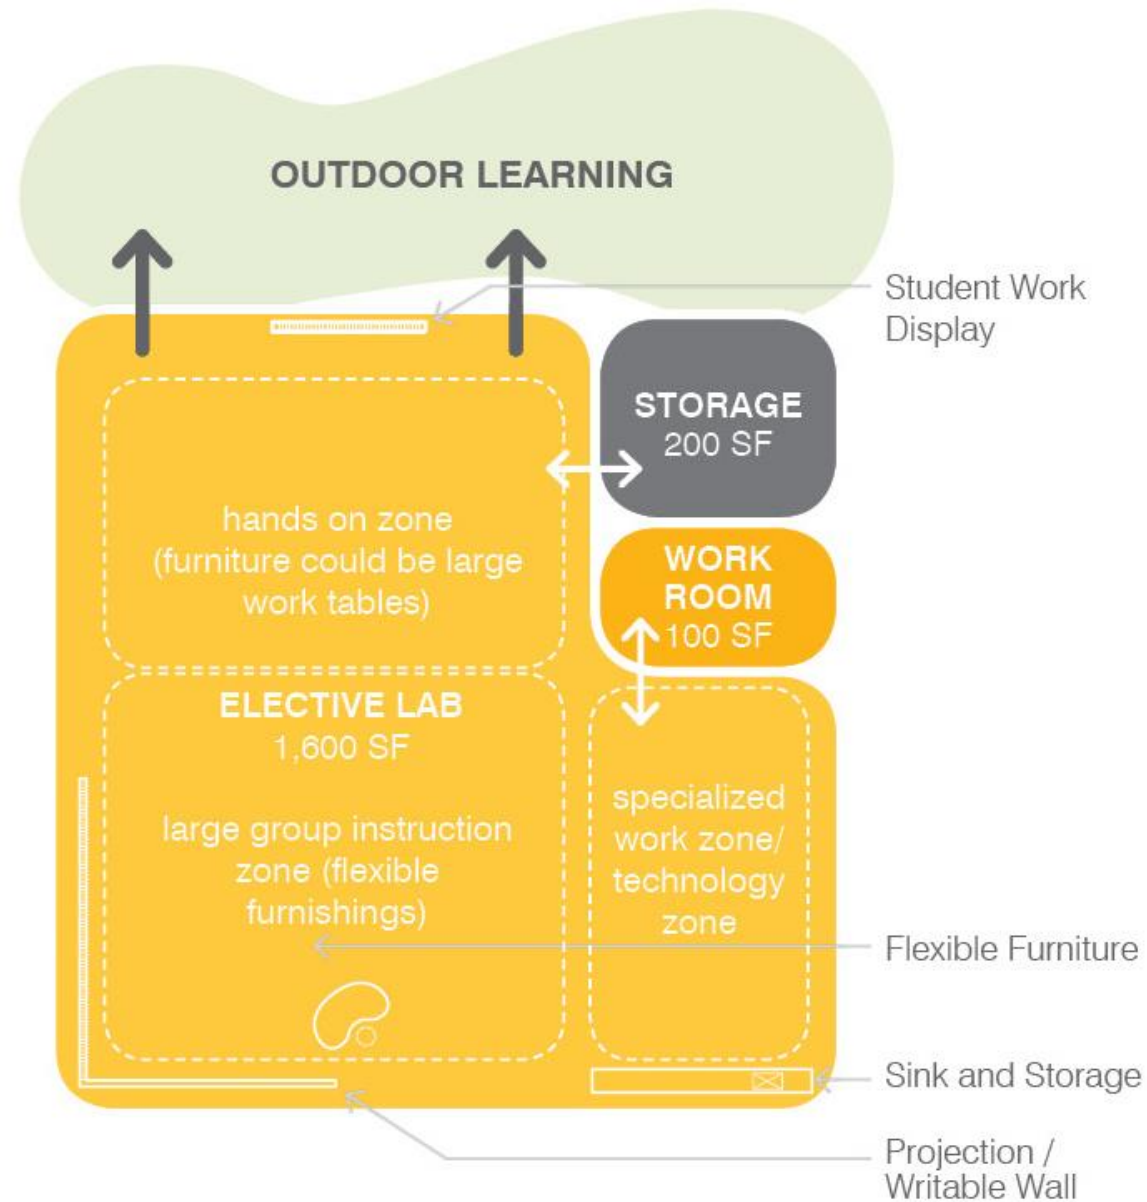 OUTDOOR LEARNING
Student Work
Display
STORAGE
200 SF
hands on zone
(furniture could be large
work tables)
WORK
ROOM
100 SF
ELECTIVE LAB
1,600 SF
large group instruction
zone (flexible
furnishings)
specialized
work zone/
technology
zone
Flexible Furniture
Sink and Storage
Projection /
Writable Wall